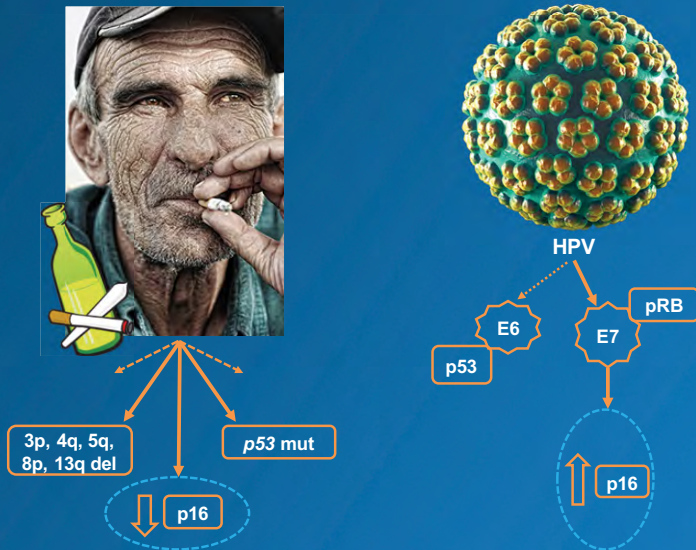 HPV
pRB
E6
E7
p53
3p, 4q, 5q,
8p, 13q del
p53 mut
p16
p16